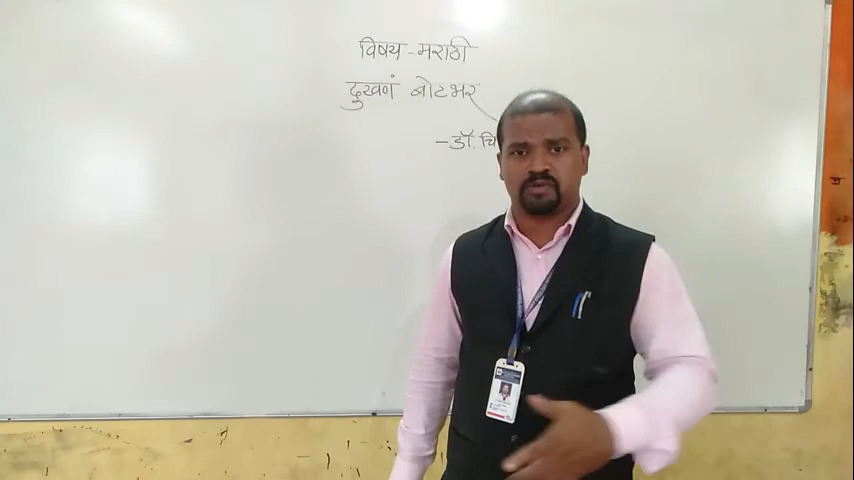 विषय - मराठी
दुखणं बोटभर
- डॉ. चि